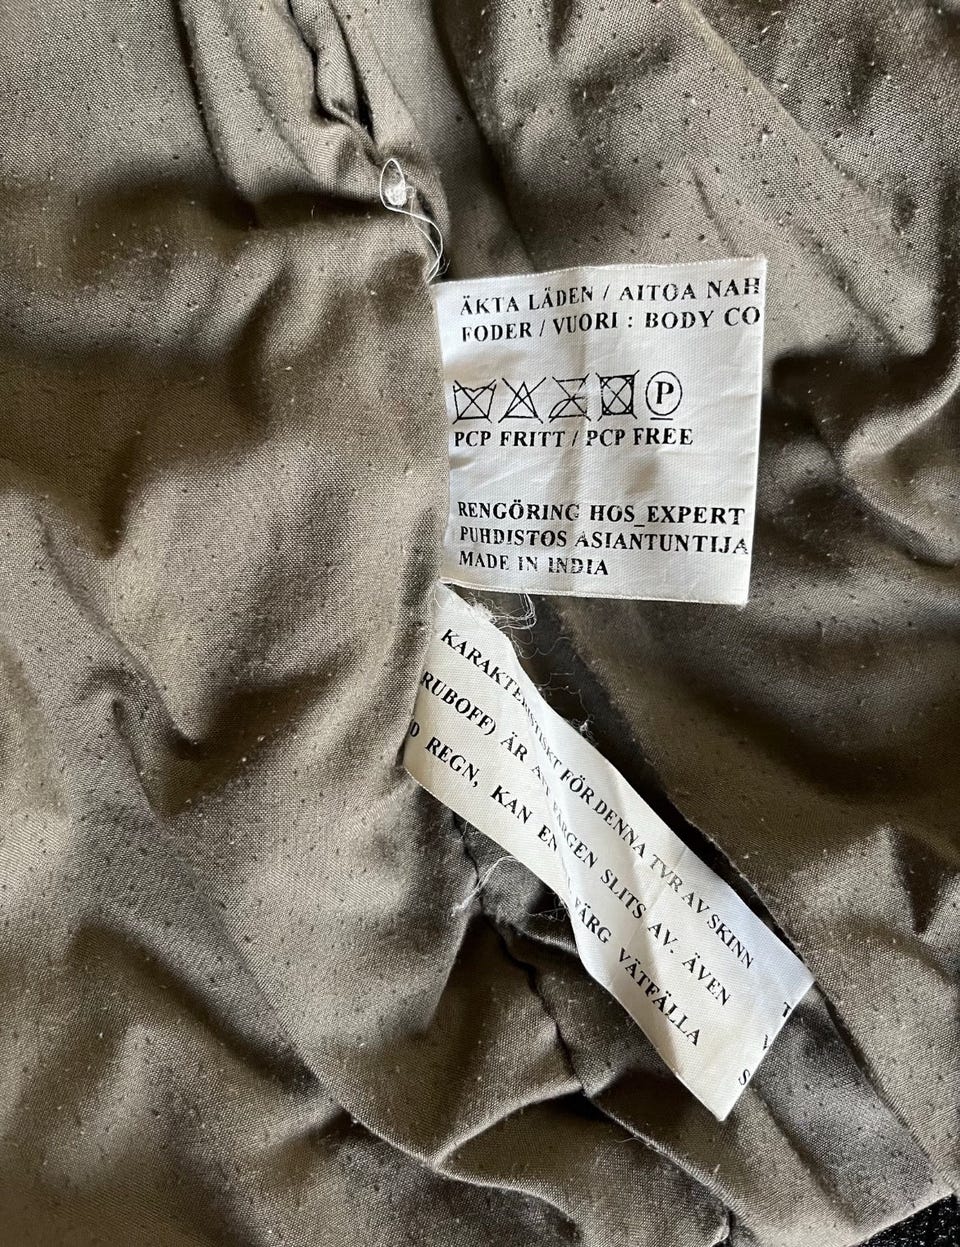 ÄKTA LÄDEN / AITOA NAH
FODER / VUORI : BODY CO
P
PCP FRITT / PCP FREE
RENGÖRING HOS_EXPERT
PUHDISTOS ASIANTUNTIJA
MADE IN INDIA
KARAKTERISTISKT FÖR DENNA TVR AV SKINN
RUBOFF) ÄR ATT FÄRGEN SLITS AV. ÄVEN
D REGN, KAN EN VÄRG VÄTFÄLLA